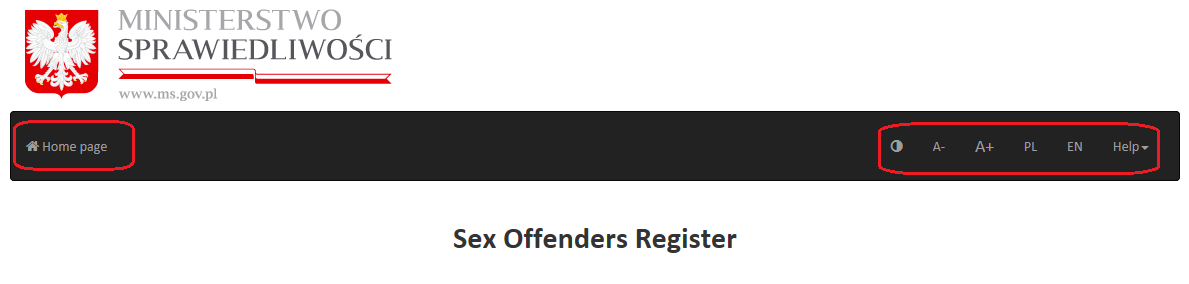 MINISTERSTWO
SPRAWIEDLIWOŚCI
www.ms.gov.pl
Home page A- A+ PL EN Help
Sex Offenders Register